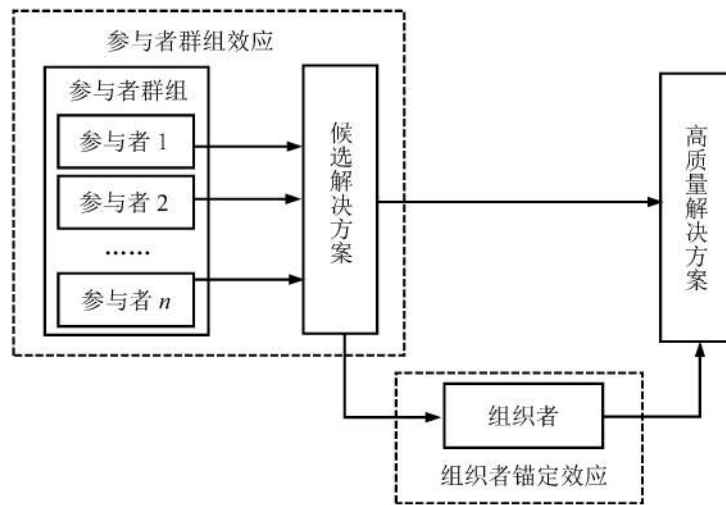 参与者群组效应
参与者群组
参与者 1
参与者 2
……
参与者 n
候选解决方案
高质量解决方案
组织者
组织者锚定效应